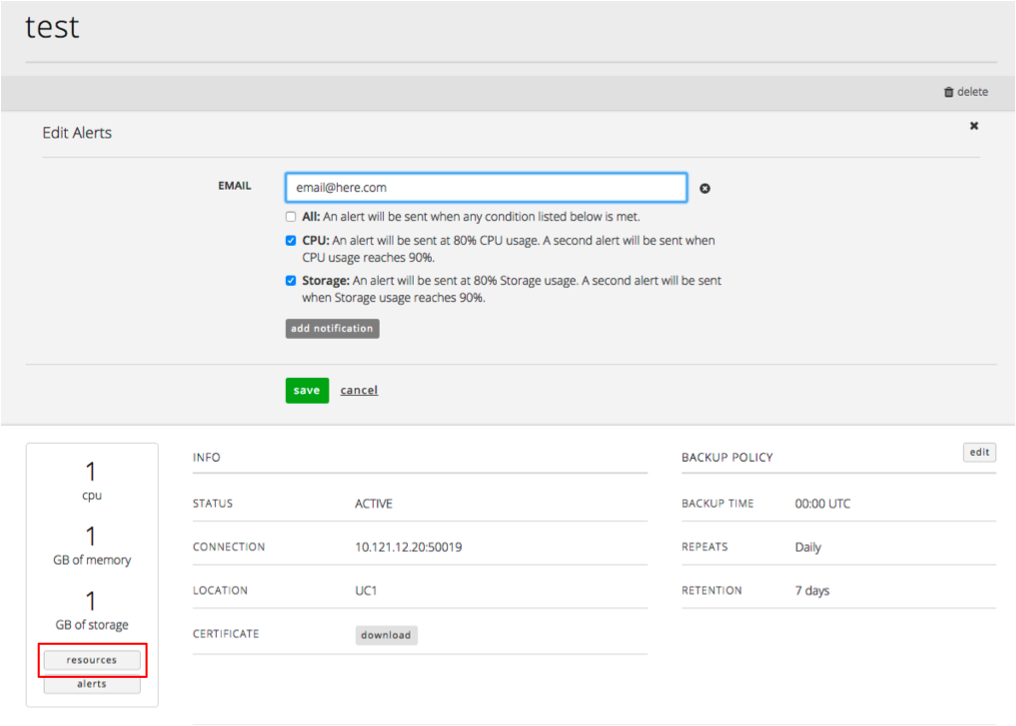 test
delete
Edit Alerts
EMAIL
email@here.com
All: An alert will be sent when any condition listed below is met.
CPU: An alert will be sent at 80% CPU usage. A second alert will be sent when
CPU usage reaches 90%.
Storage: An alert will be sent at 80% Storage usage. A second alert will be sent
when Storage usage reaches 90%.
add notification
save cancel
1
cpu
1
GB of memory
1
GB of storage
resources
alerts
INFO
STATUS ACTIVE
CONNECTION 10.121.12.20:50019
LOCATION UC1
CERTIFICATE download
BACKUP POLICY edit
BACKUP TIME 00:00 UTC
REPEATS Daily
RETENTION 7 days